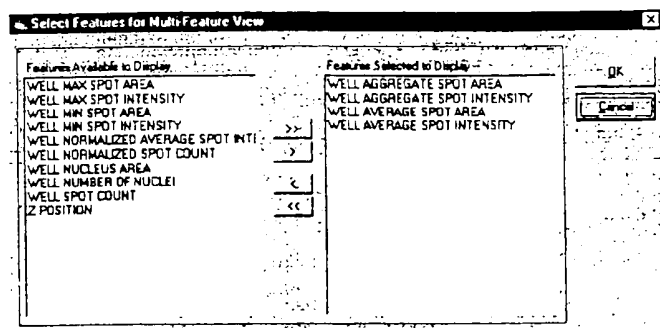 Select Features for Multi-Feature View
Features Available to Display
WELL MAX SPOT AREA
WELL MAX SPOT INTENSITY
WELL MIN SPOT AREA
WELL MIN SPOT INTENSITY
WELL NORMALIZED AVERAGE SPOT INTE
WELL NORMALIZED SPOT COUNT
WELL NUCLEUS AREA
WELL NUMBER OF NUCLEI
WELL SPOT COUNT
Z POSITION
>>
>
<
<<
Features Selected to Display
WELL AGGREGATE SPOT AREA
WELL AGGREGATE SPOT INTENSITY
WELL AVERAGE SPOT AREA
WELL AVERAGE SPOT INTENSITY
OK
Cancel